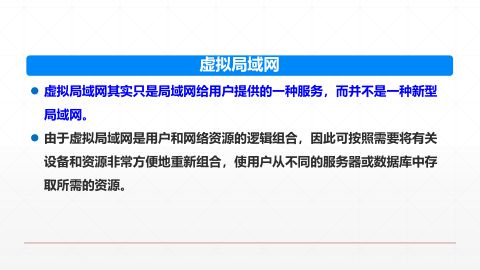 虚拟局域网
虚拟局域网其实只是局域网给用户提供的一种服务，而并不是一种新型
局域网。
由于虚拟局域网是用户和网络资源的逻辑组合，因此可按照需要将有关
设备和资源非常方便地重新组合，使用户从不同的服务器或数据库中存
取所需的资源。